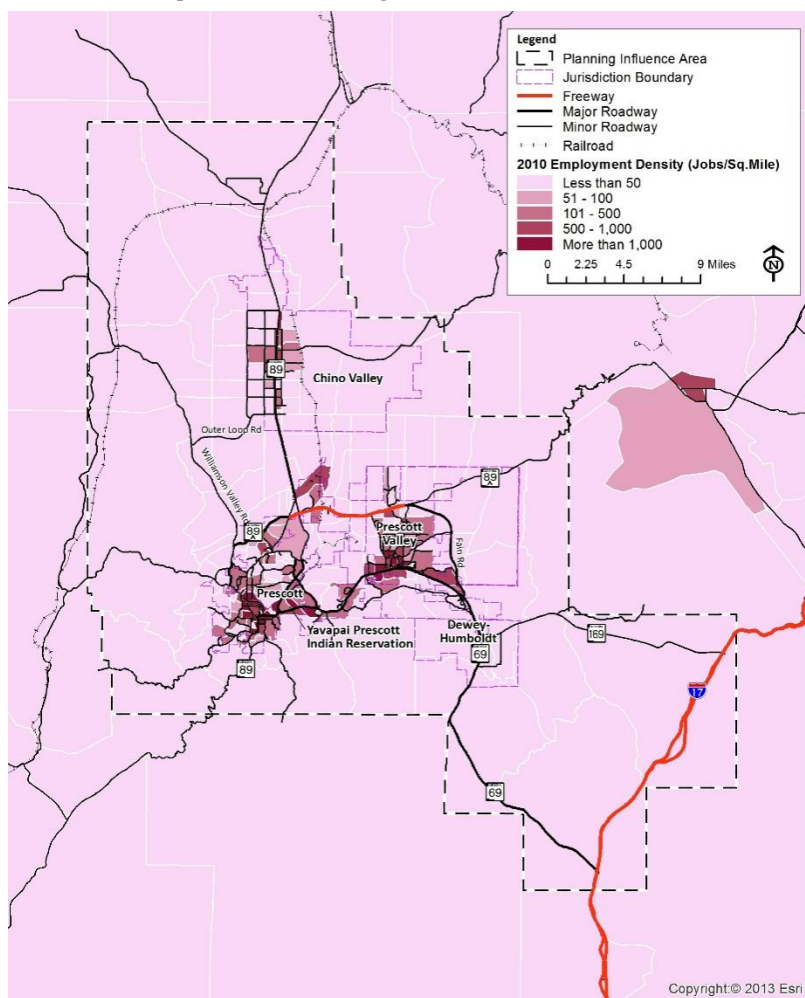 Legend
Planning Influence Area
Jurisdiction Boundary
Freeway
Major Roadway
Minor Roadway
Railroad
2010 Employment Density (Jobs/Sq.Mile)
Less than 50
51 - 100
101 - 500
500 - 1,000
More than 1,000
0 2.25 4.5 9 Miles
N
89
Chino Valley
Outer Loop Rd
Williamson Valley Rd
89
89
Prescott
Valley
Fain Rd
Prescott
Yavapai Prescott
Indian Reservation
Dewey-
Humboldt
169
69
89
17
69
Copyright:© 2013 Esri